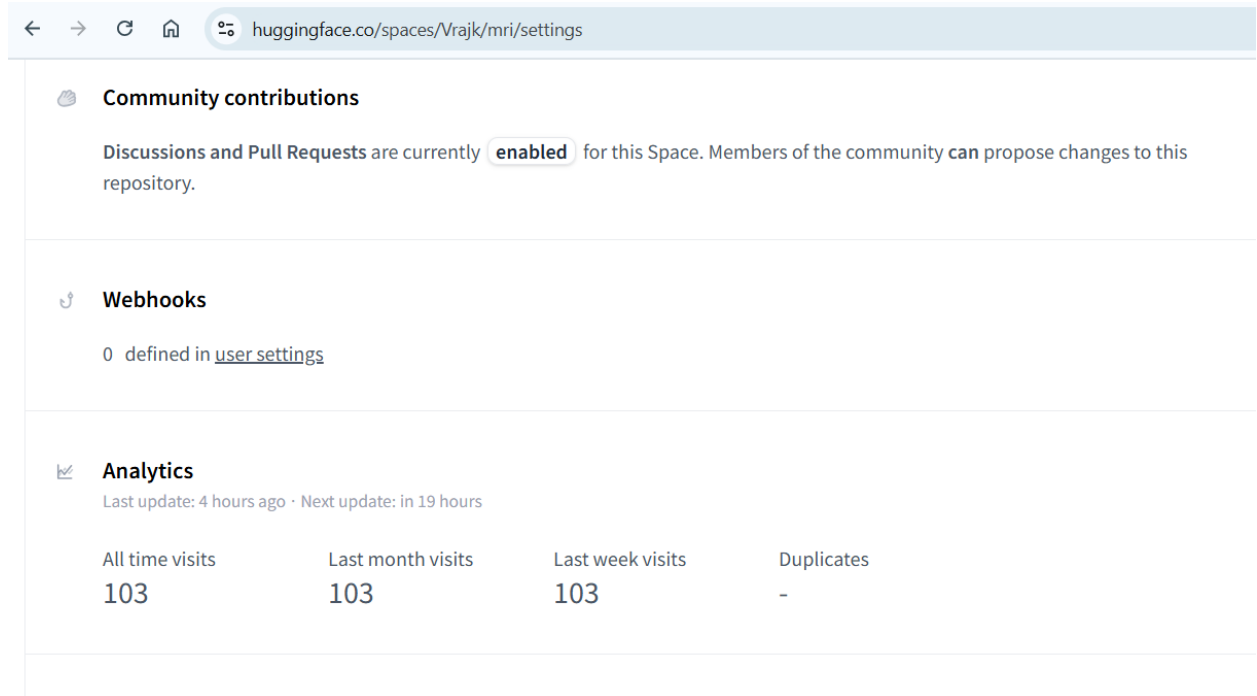 huggingface.co/spaces/Vrajk/mri/settings
Community contributions
Discussions and Pull Requests are currently enabled for this Space. Members of the community can propose changes to this
repository.
Webhooks
0 defined in user settings
Analytics
Last update: 4 hours ago · Next update: in 19 hours
All time visits Last month visits Last week visits Duplicates
103 103 103 -